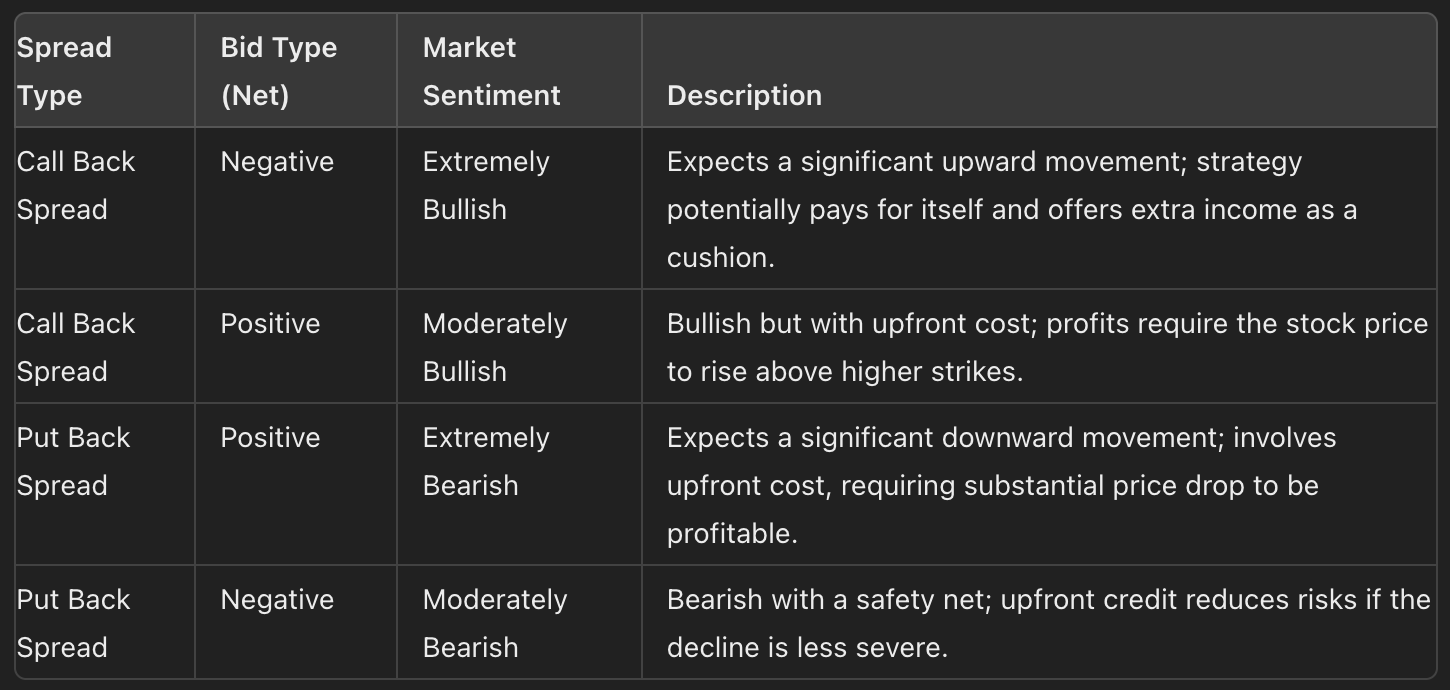 Spread Type
Bid Type (Net)
Market Sentiment
Description
Call Back Spread
Negative
Extremely Bullish
Expects a significant upward movement; strategy
potentially pays for itself and offers extra income as a
cushion.
Call Back Spread
Positive
Moderately Bullish
Bullish but with upfront cost; profits require the stock price
to rise above higher strikes.
Put Back Spread
Positive
Extremely Bearish
Expects a significant downward movement; involves
upfront cost, requiring substantial price drop to be
profitable.
Put Back Spread
Negative
Moderately Bearish
Bearish with a safety net; upfront credit reduces risks if the
decline is less severe.